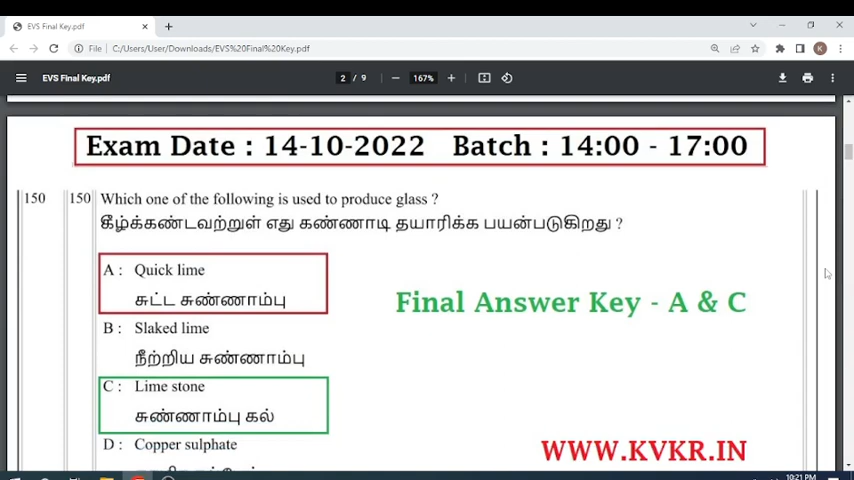 EVS Final Key.pdf
File C:/Users/User/Downloads/EVS%20Final%20Key.pdf
K
EVS Final Key.pdf
2 / 9
167%
Exam Date : 14-10-2022 Batch : 14:00 - 17:00
150 150 Which one of the following is used to produce glass ?
கீழ்க்கண்டவற்றுள் எது கண்ணாடி தயாரிக்க பயன்படுகிறது ?
A : Quick lime
சுட்ட சுண்ணாம்பு
Final Answer Key - A & C
B : Slaked lime
நீற்றிய சுண்ணாம்பு
C : Lime stone
சுண்ணாம்பு கல்
D : Copper sulphate
WWW.KVKR.IN
10:21 PM